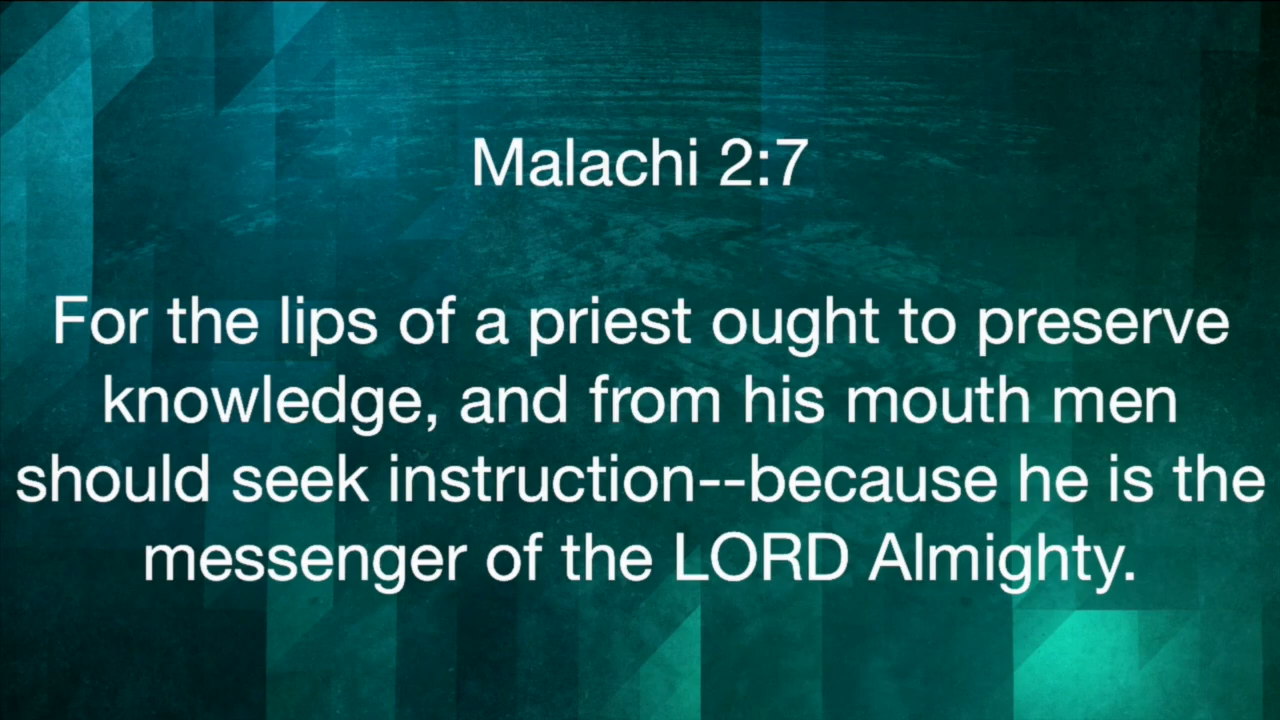 Malachi 2:7
For the lips of a priest ought to preserve
knowledge, and from his mouth men
should seek instruction--because he is the
messenger of the LORD Almighty.